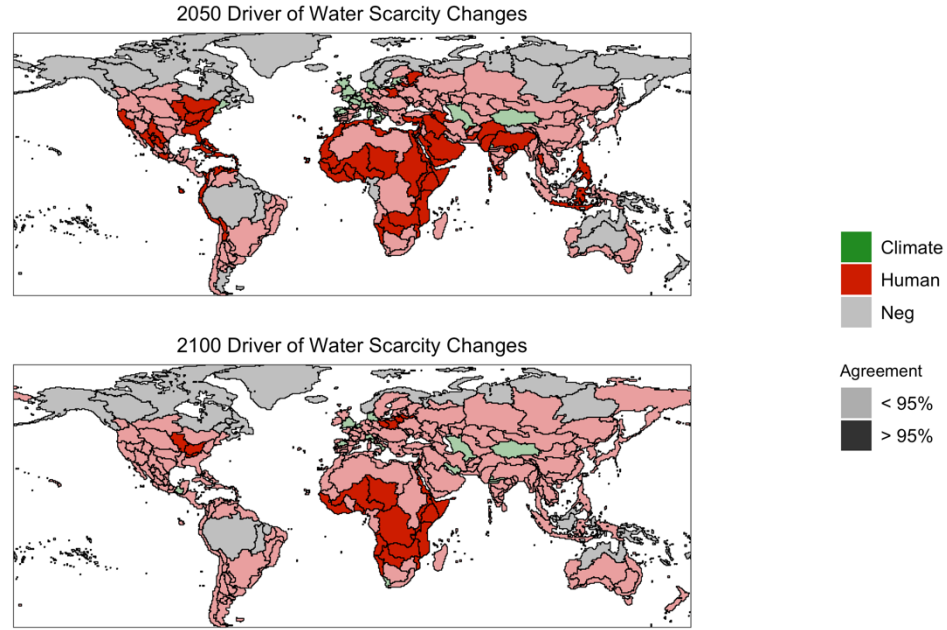 2050 Driver of Water Scarcity Changes
Climate
Human
Neg
Agreement
< 95%
> 95%
2100 Driver of Water Scarcity Changes